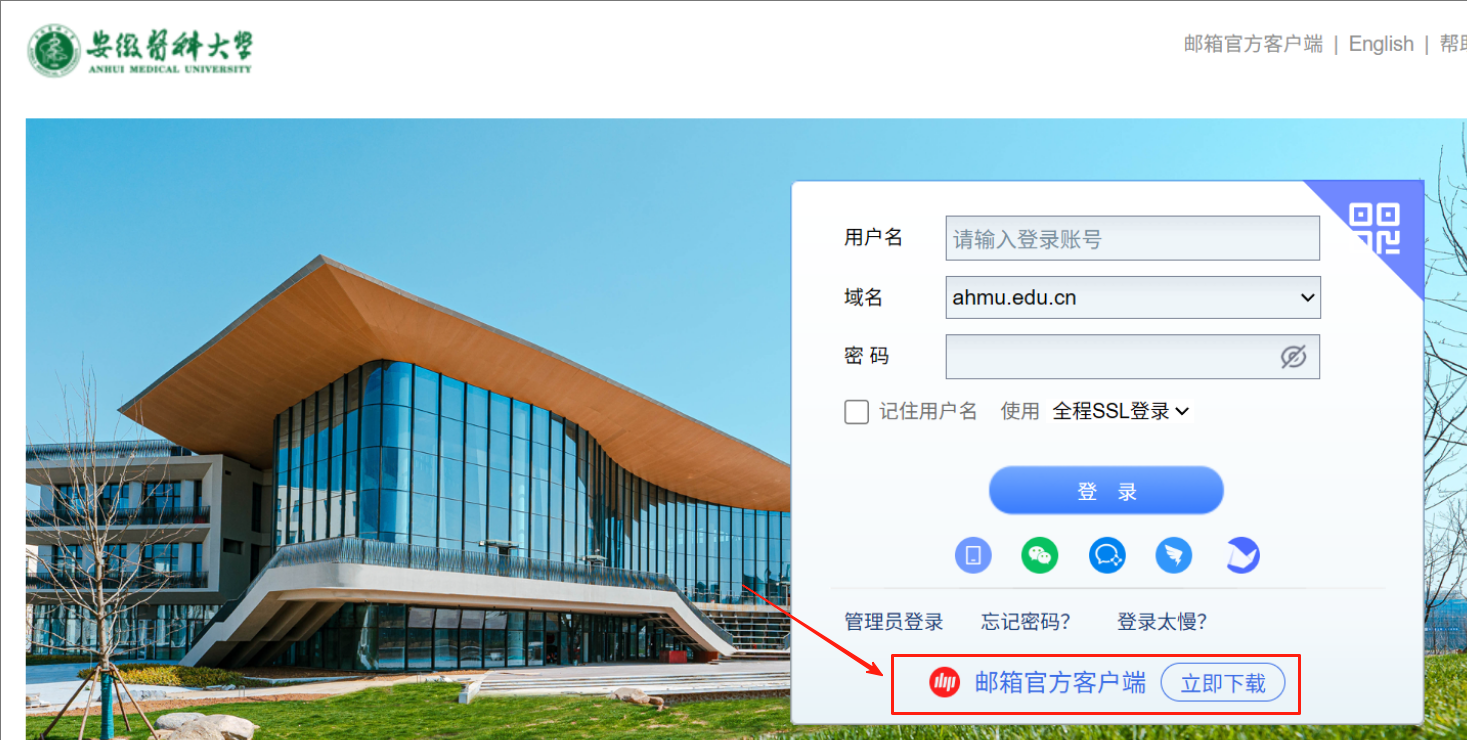 安徽医科大学
ANHUI MEDICAL UNIVERSITY
邮箱官方客户端 | English | 帮
用户名 请输入登录账号
域名 ahmu.edu.cn
密 码
记住用户名 使用 全程SSL登录
登 录
管理员登录 忘记密码? 登录太慢?
邮箱官方客户端 立即下载